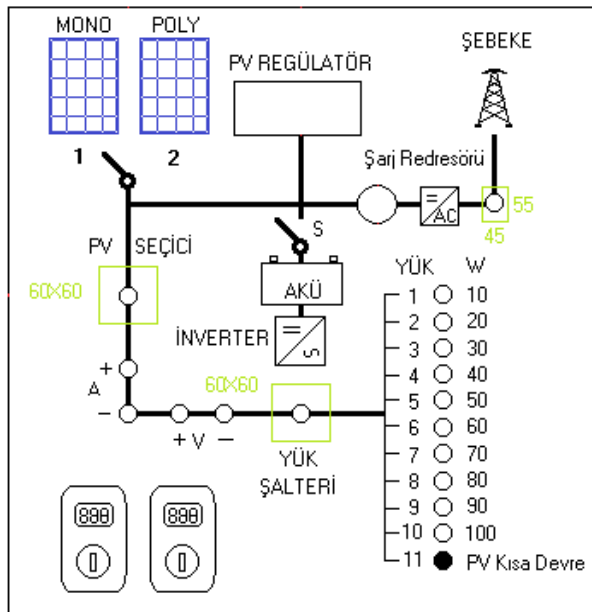 MONO POLY
ŞEBEKE
PV REGÜLATÖR
1 2
Şarj Redresörü
AC
55
45
S
PV SEÇİCİ
60X60
AKÜ
İNVERTER
YÜK W
1 10
2 20
3 30
4 40
5 50
6 60
7 70
8 80
9 90
10 100
11 PV Kısa Devre
+
A
−
60X60
+ V −
YÜK
ŞALTERİ
888 888